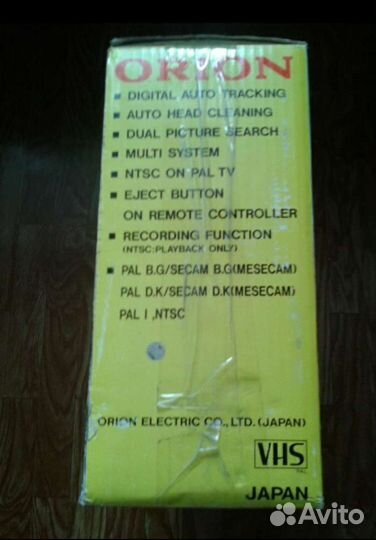 ORION
▪ DIGITAL AUTO TRACKING
▪ AUTO HEAD CLEANING
▪ DUAL PICTURE SEARCH
▪ MULTI SYSTEM
▪ NTSC ON PAL TV
▪ EJECT BUTTON
ON REMOTE CONTROLLER
▪ RECORDING FUNCTION
(NTSC:PLAYBACK ONLY)
▪ PAL B.G/SECAM B.G(MESECAM)
PAL D.K/SECAM D.K(MESECAM)
PAL I ,NTSC
ORION ELECTRIC CO., LTD. (JAPAN)
VHS
PAL
JAPAN
Avito